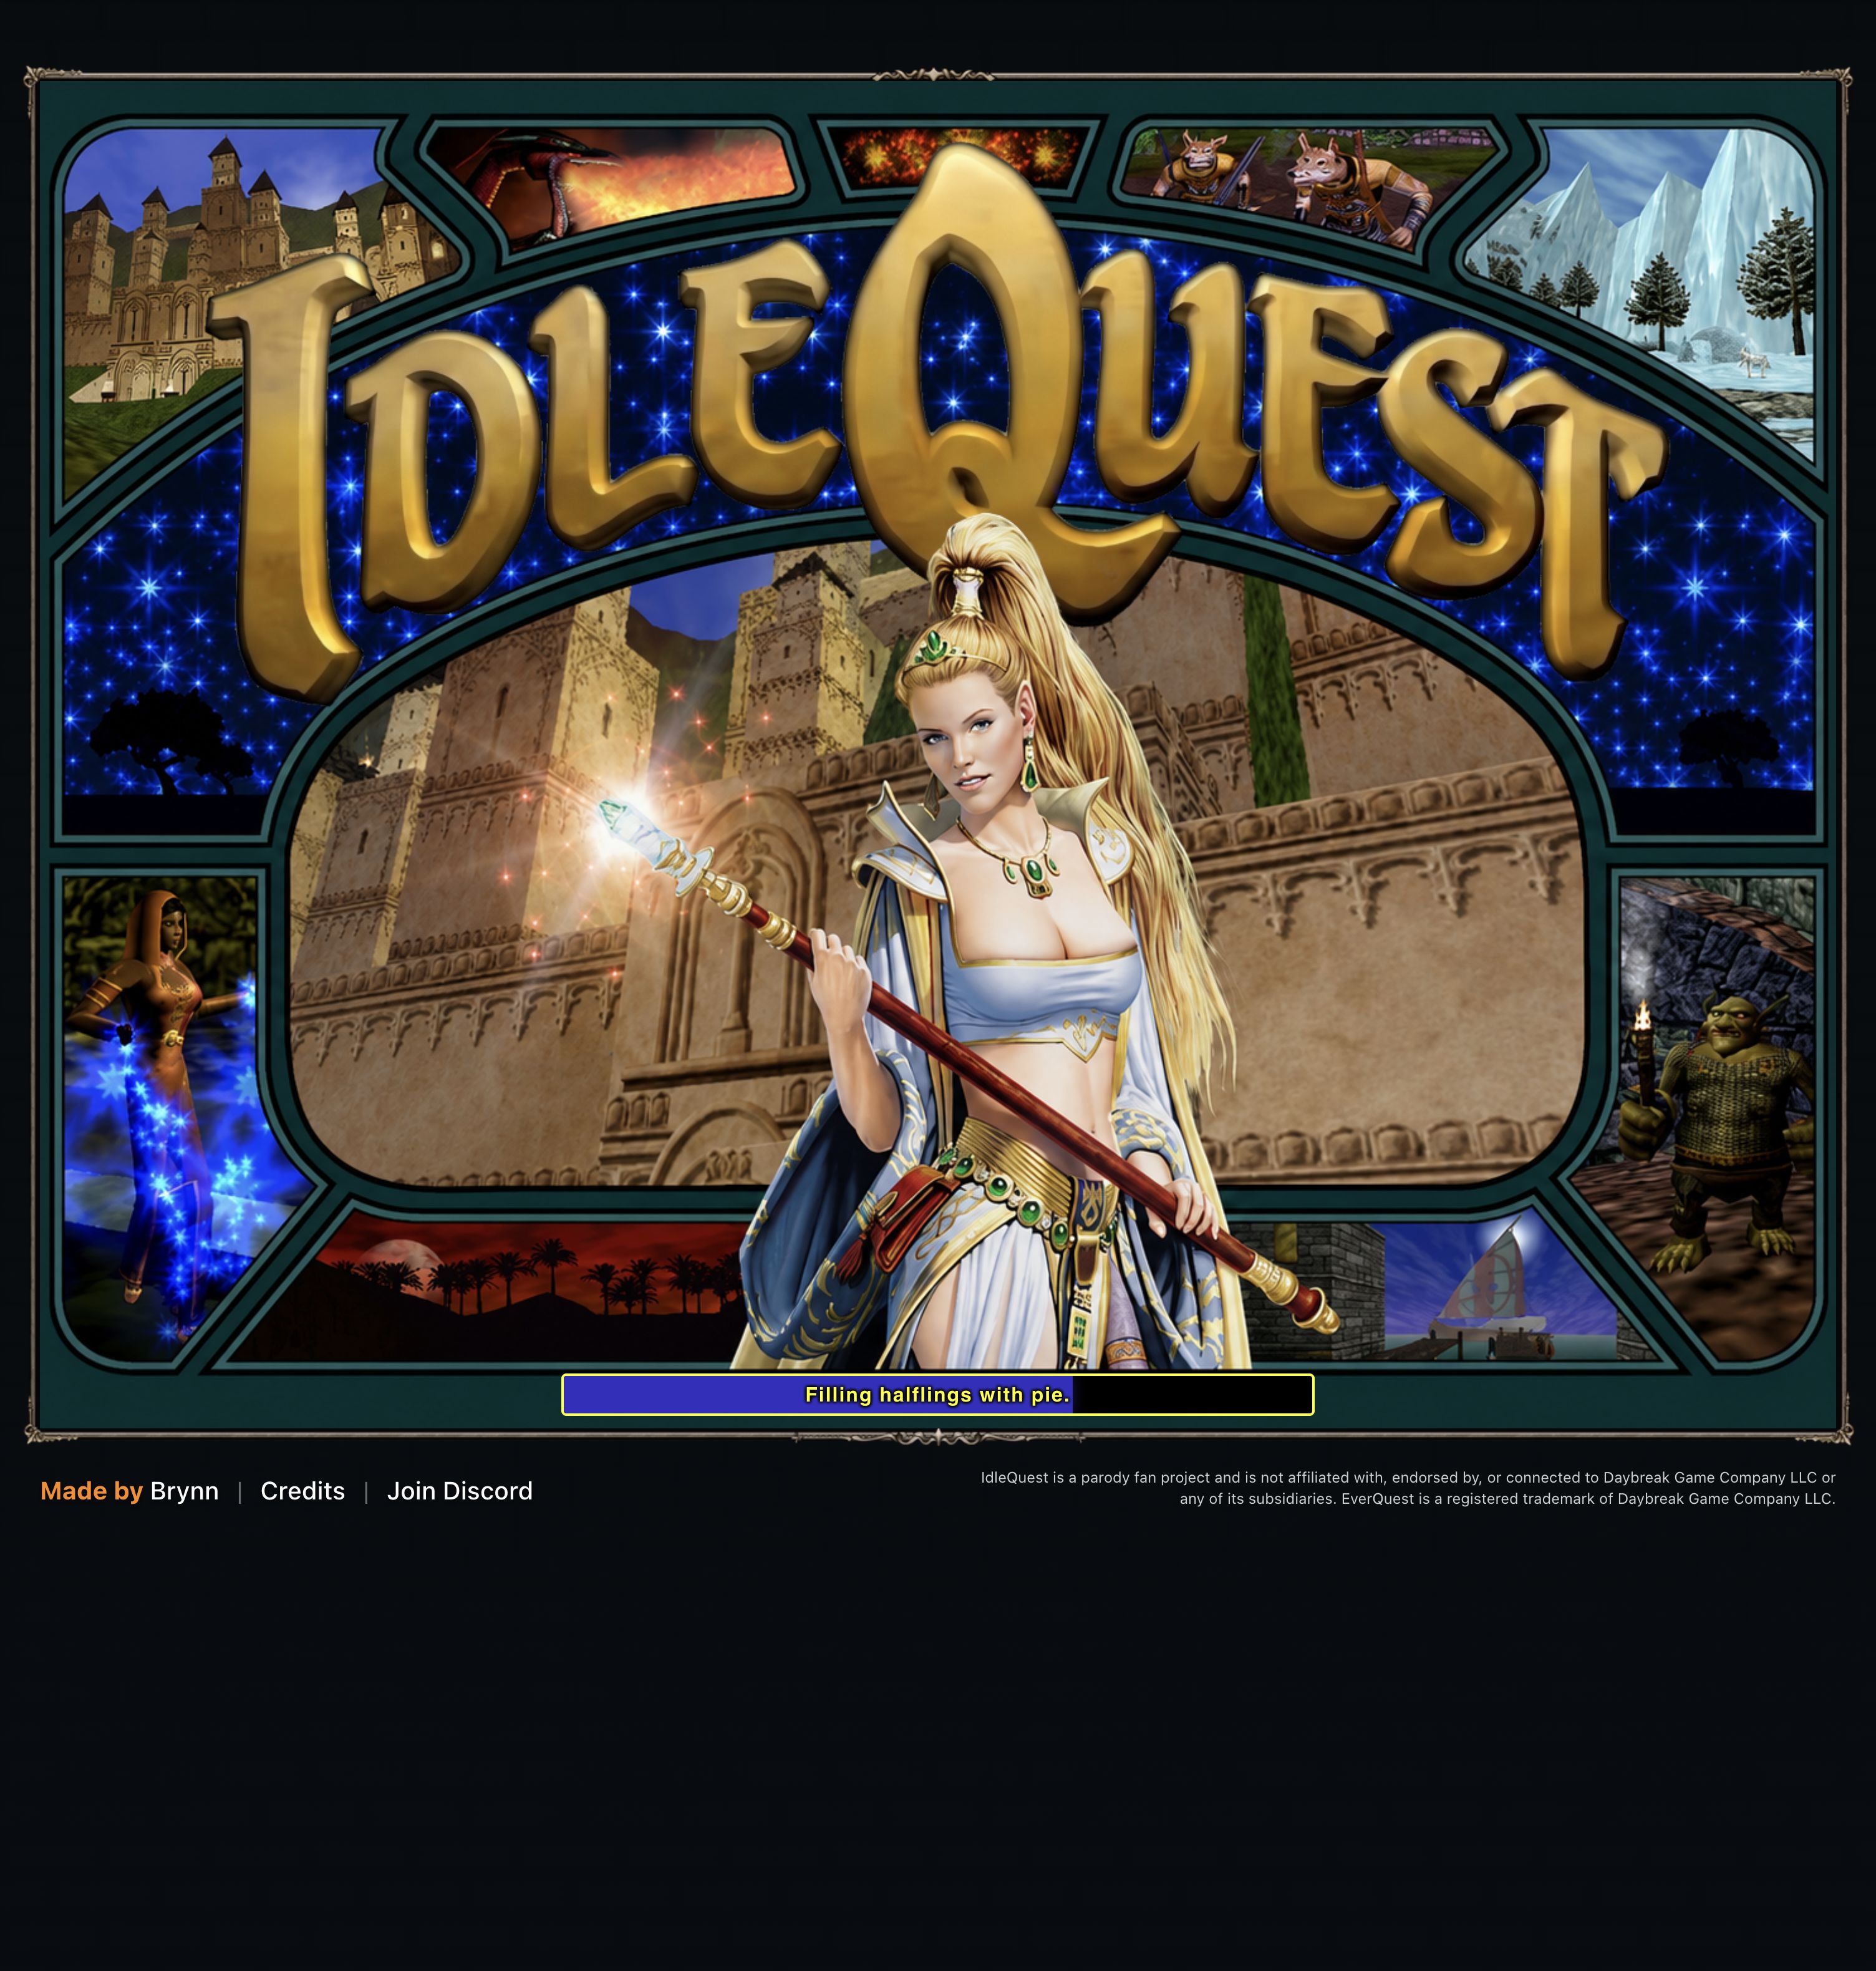 IDLEQUEST
Filling halflings with pie.
Made by Brynn | Credits | Join Discord
IdleQuest is a parody fan project and is not affiliated with, endorsed by, or connected to Daybreak Game Company LLC or
any of its subsidiaries. EverQuest is a registered trademark of Daybreak Game Company LLC.